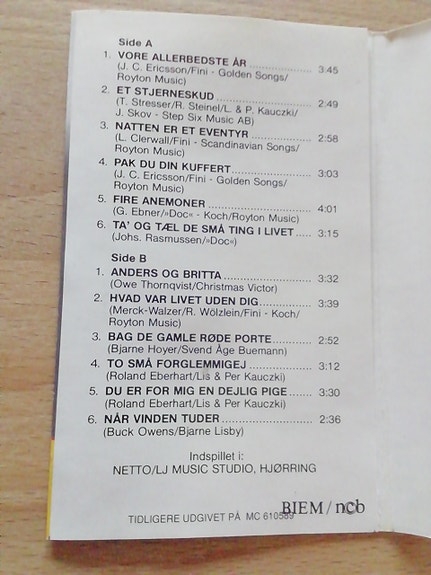 Side A
1. VORE ALLERBEDSTE ÅR ........ 3:45
(J. C. Ericsson/Fini - Golden Songs/
Royton Music)
2. ET STJERNESKUD ........ 2:49
(T. Stresser/R. Steinel/L. & P. Kauczki/
J. Skov - Step Six Music AB)
3. NATTEN ER ET EVENTYR ........ 2:58
(L. Clerwall/Fini - Scandinavian Songs/
Royton Music)
4. PAK DU DIN KUFFERT ........ 3:03
(J. C. Ericsson/Fini - Golden Songs/
Royton Music)
5. FIRE ANEMONER ........ 4:01
(G. Ebner/»Doc« - Koch/Royton Music)
6. TA' OG TÆL DE SMÅ TING I LIVET .... 3:15
(Johs. Rasmussen/»Doc«)
Side B
1. ANDERS OG BRITTA ........ 3:32
(Owe Thornqvist/Christmas Victor)
2. HVAD VAR LIVET UDEN DIG ........ 3:39
(Merck-Walzer/R. Wölzlein/Fini - Koch/
Royton Music)
3. BAG DE GAMLE RØDE PORTE ........ 2:52
(Bjarne Hoyer/Svend Åge Buemann)
4. TO SMÅ FORGLEMMIGEJ ........ 3:12
(Roland Eberhart/Lis & Per Kauczki)
5. DU ER FOR MIG EN DEJLIG PIGE .... 3:30
(Roland Eberhart/Lis & Per Kauczki)
6. NÅR VINDEN TUDER ........ 2:36
(Buck Owens/Bjarne Lisby)
Indspillet i:
NETTO/LJ MUSIC STUDIO, HJØRRING
BIEM / ncb
TIDLIGERE UDGIVET PÅ MC 610589